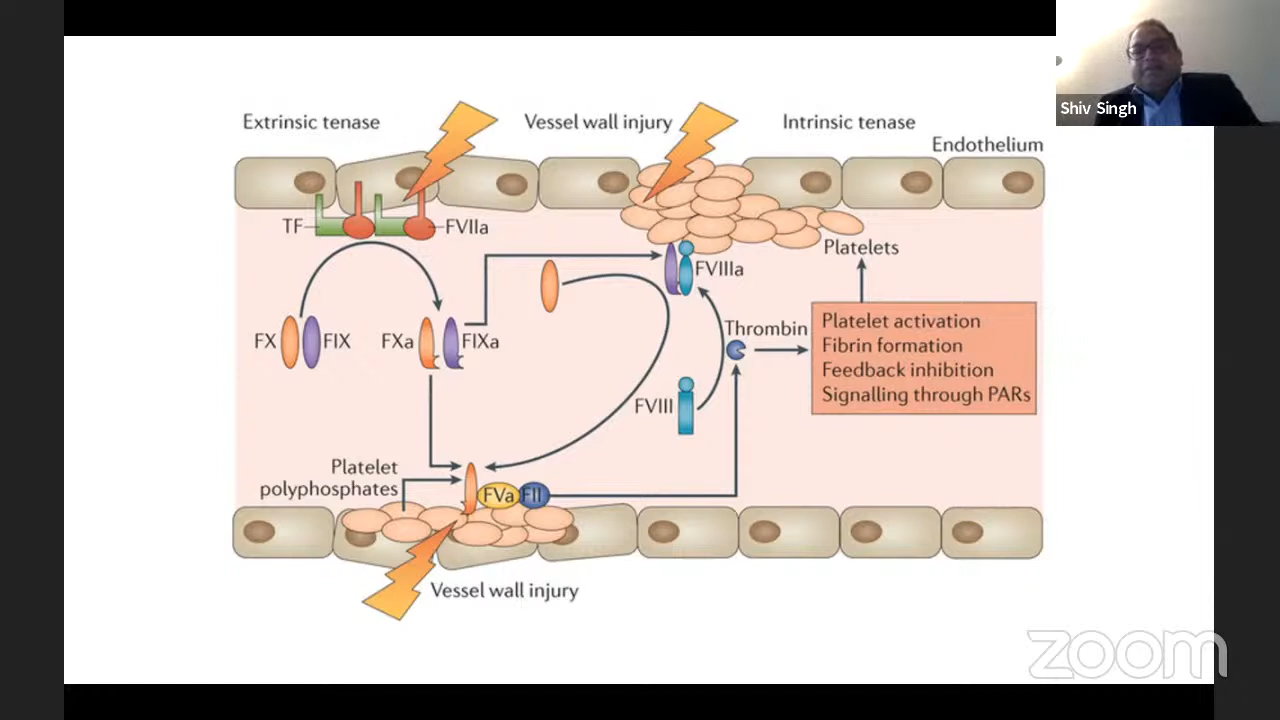 Shiv Singh
Extrinsic tenase
Vessel wall injury
Intrinsic tenase
Endothelium
TF
FVIIa
Platelets
FVIIIa
Thrombin
FX
FIX
FXa
FIXa
Platelet activation
Fibrin formation
Feedback inhibition
Signalling through PARs
FVIII
Platelet
polyphosphates
FVa
FII
Vessel wall injury
zoom